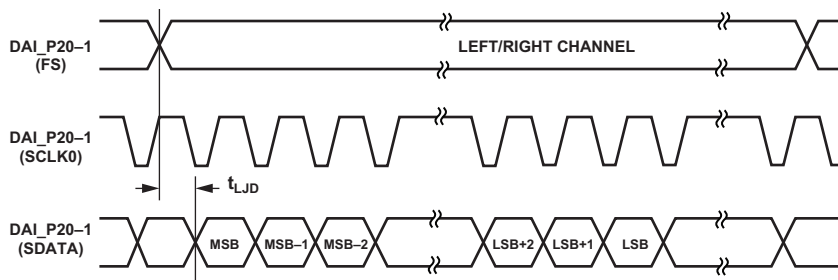 DAI_P20–1
(FS)
LEFT/RIGHT CHANNEL
DAI_P20–1
(SCLK0)
tLJD
DAI_P20–1
(SDATA)
MSB
MSB–1
MSB–2
LSB+2
LSB+1
LSB